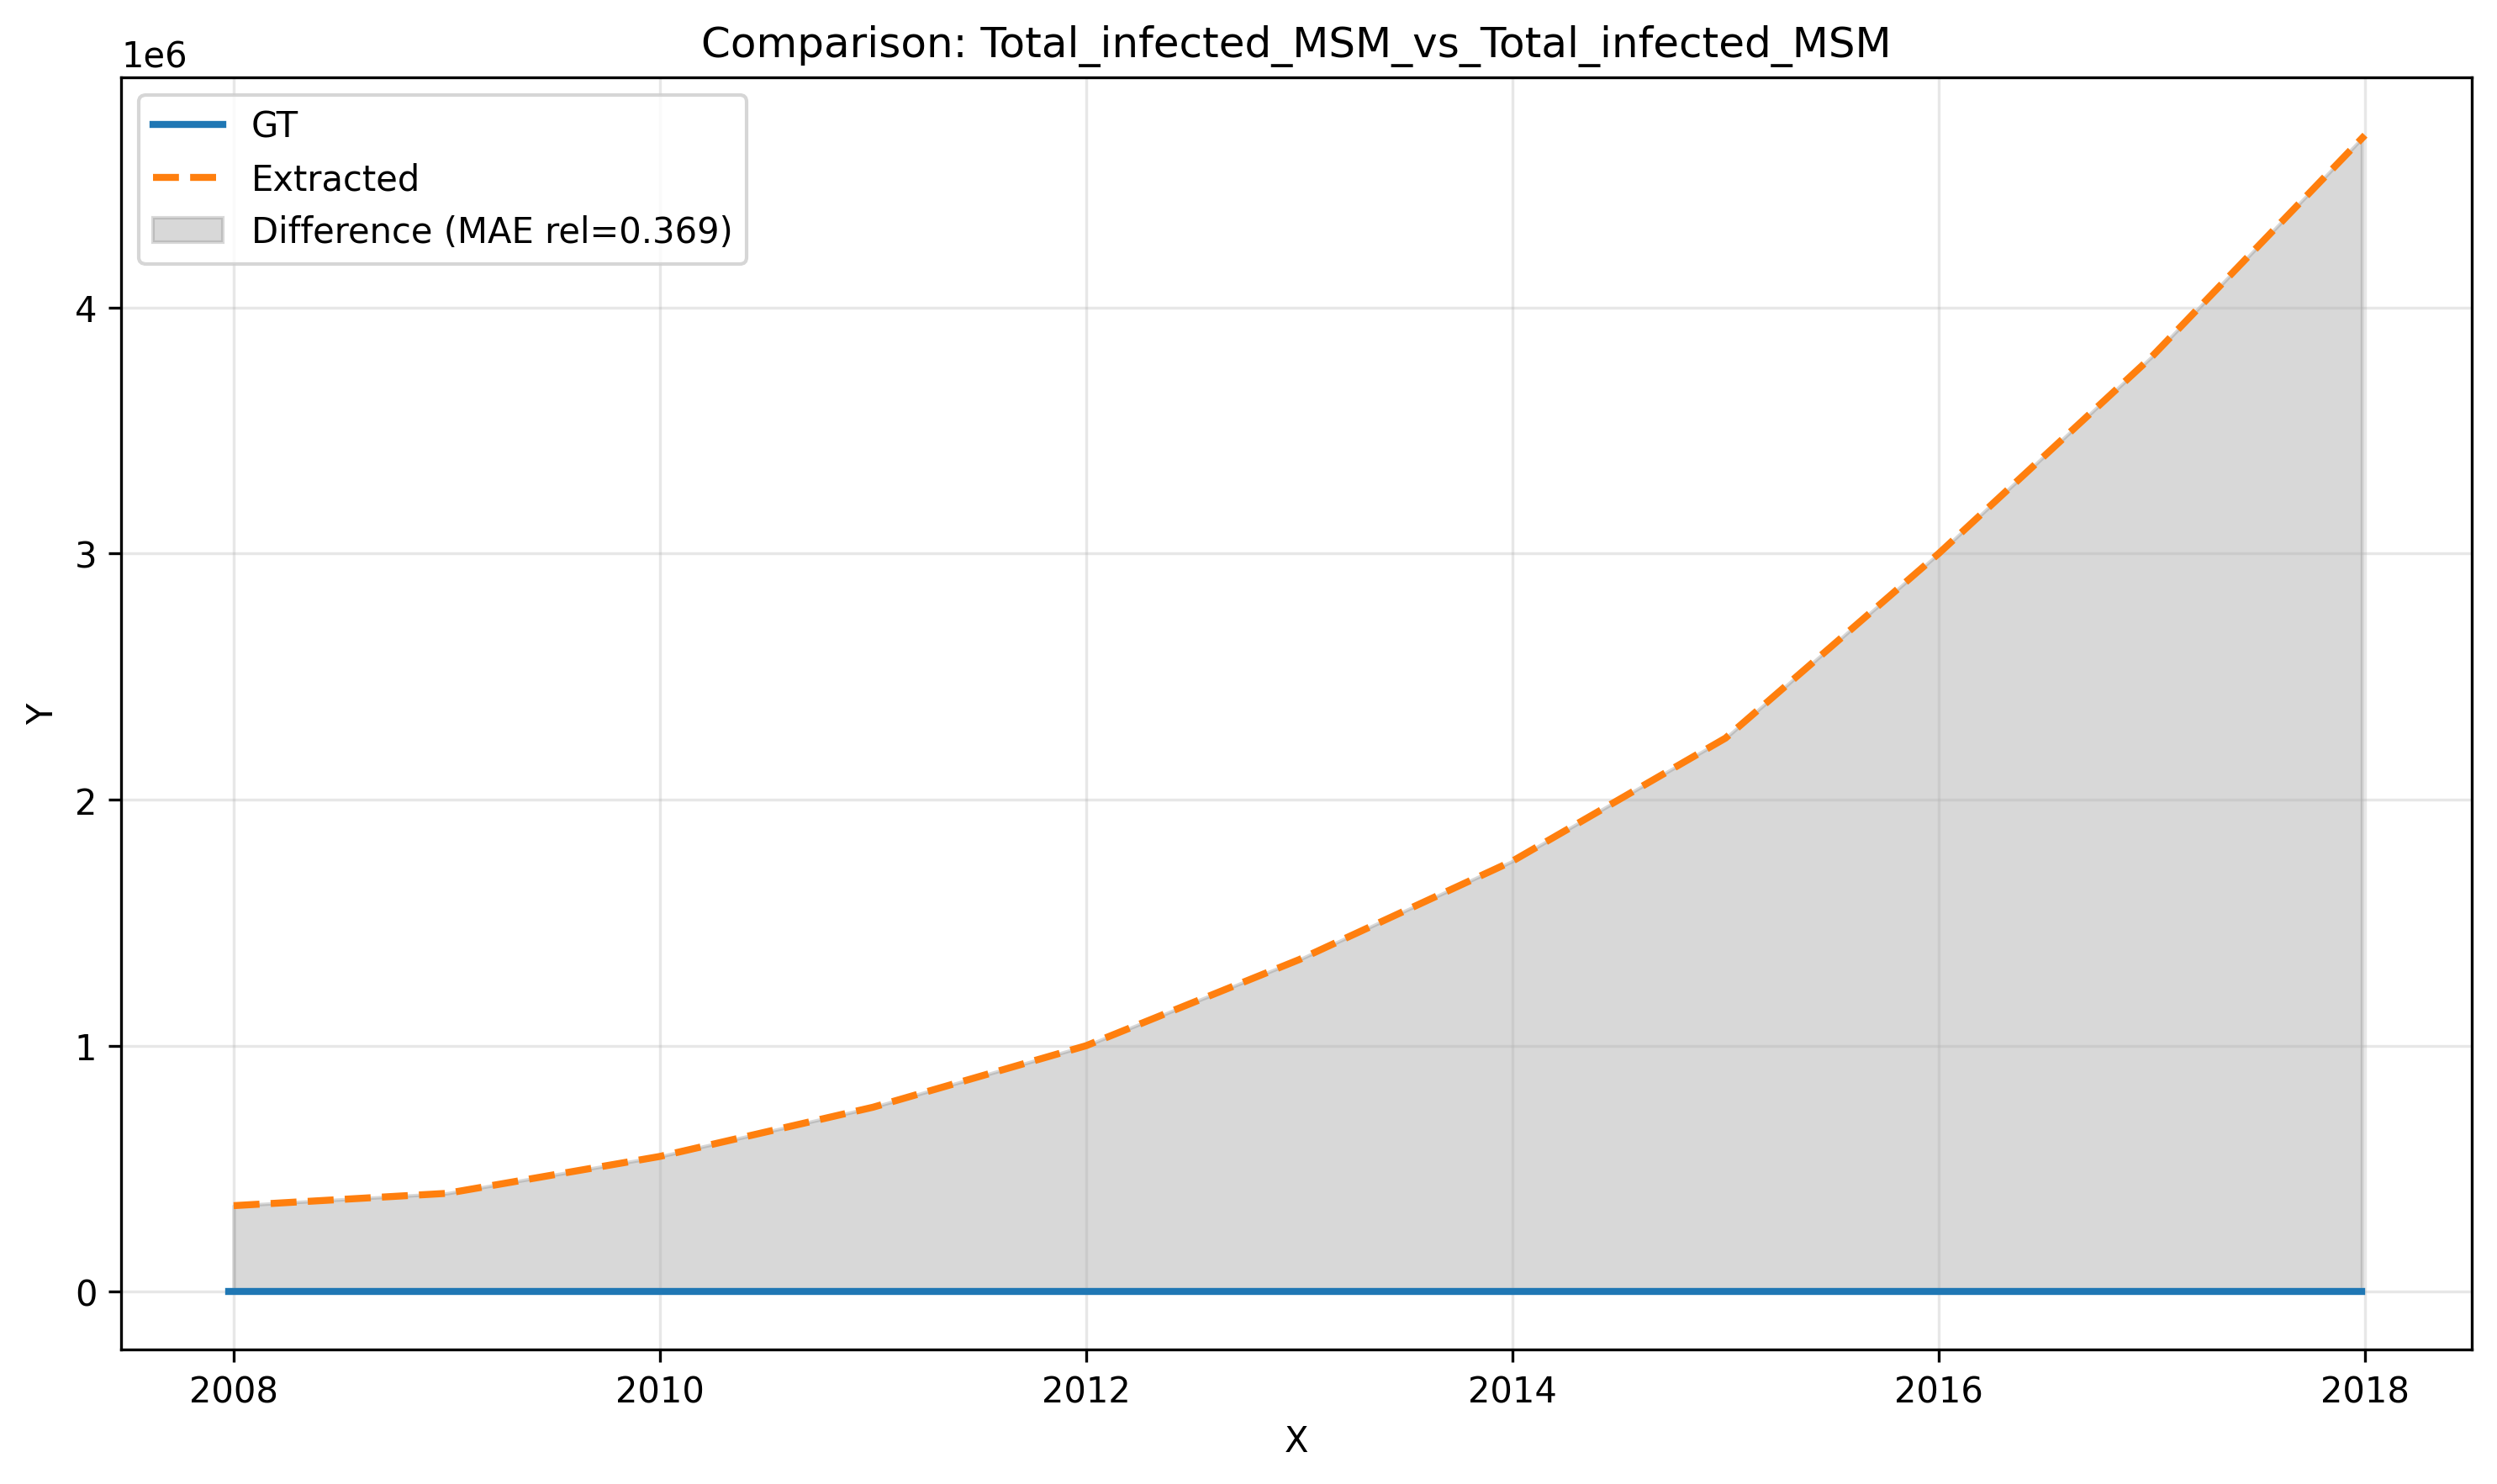 Comparison: Total_infected_MSM_vs_Total_infected_MSM
1e6
GT
Extracted
Difference (MAE rel=0.369)
4
3
2
1
0
Y
2008 2010 2012 2014 2016 2018
X